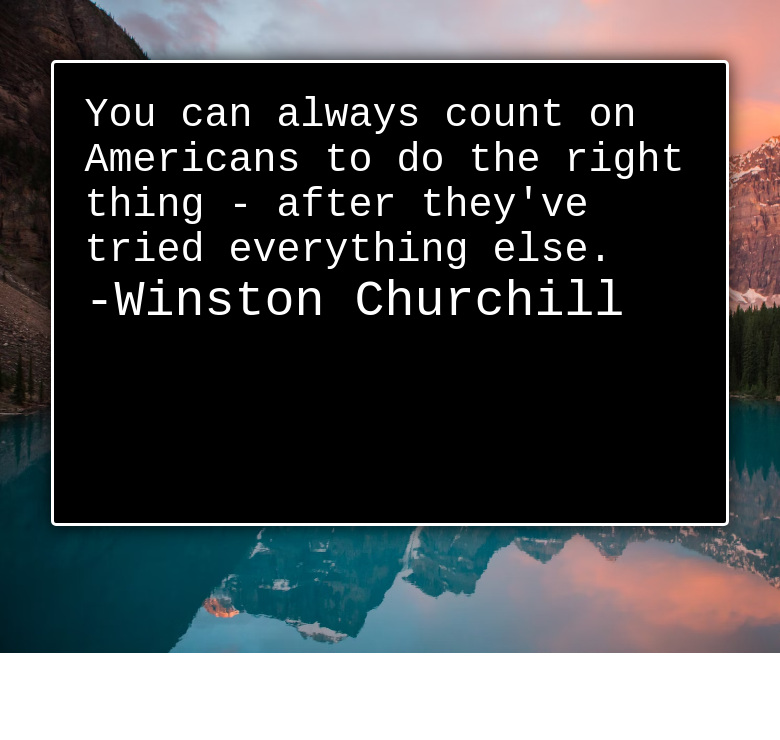 You can always count on
Americans to do the right
thing - after they've
tried everything else.
-Winston Churchill